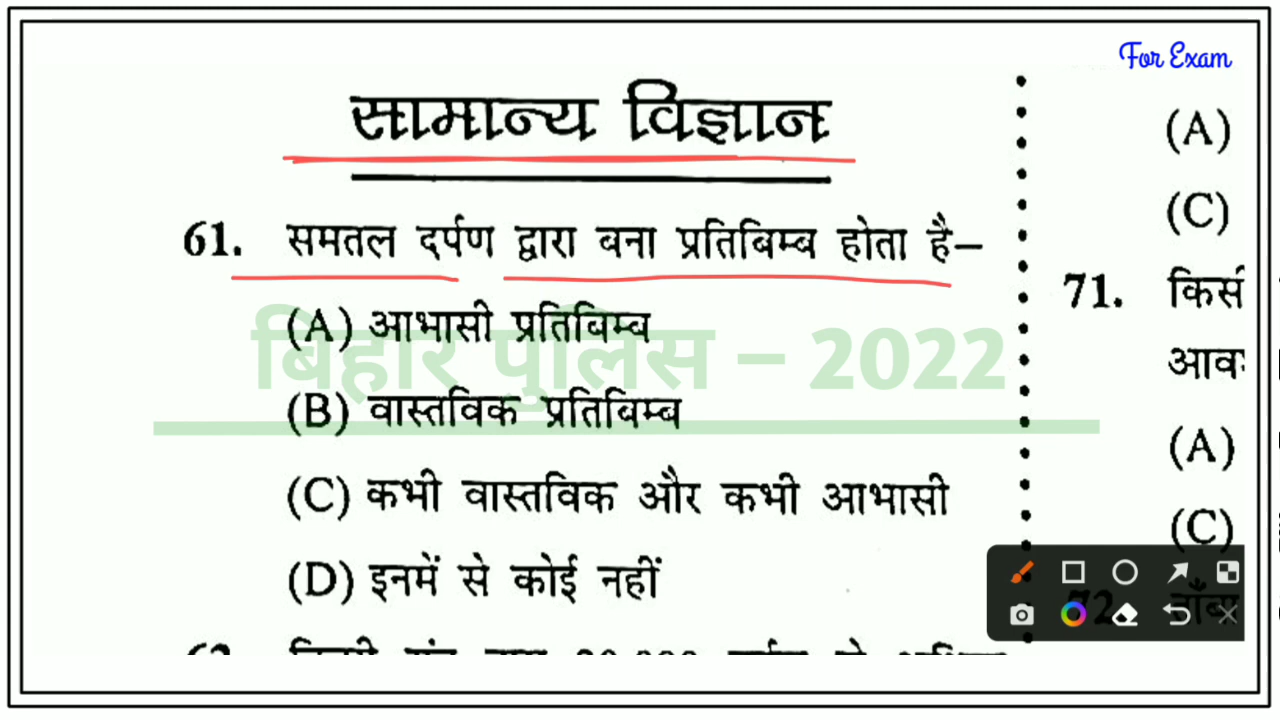 For Exam
सामान्य विज्ञान
61. समतल दर्पण द्वारा बना प्रतिबिम्ब होता है–
(A) आभासी प्रतिबिम्ब
बिहार पुलिस – 2022
(B) वास्तविक प्रतिबिम्ब
(C) कभी वास्तविक और कभी आभासी
(D) इनमें से कोई नहीं
(A)
(C)
71. किसी
(A)
(C)
72